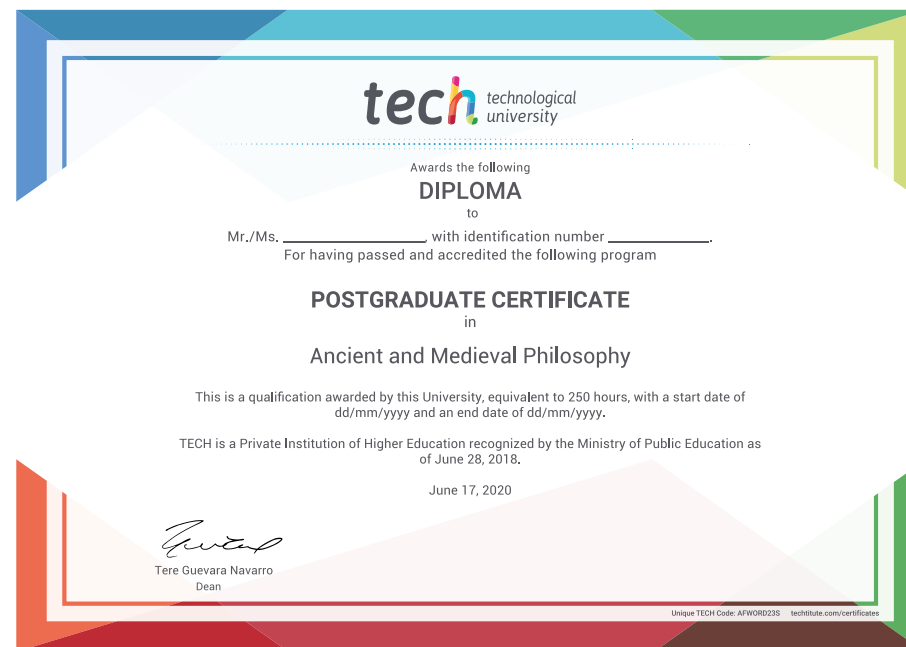 tech technological
university
Awards the following
DIPLOMA
to
Mr./Ms. ____________________, with identification number ______________.
For having passed and accredited the following program
POSTGRADUATE CERTIFICATE
in
Ancient and Medieval Philosophy
This is a qualification awarded by this University, equivalent to 250 hours, with a start date of
dd/mm/yyyy and an end date of dd/mm/yyyy.
TECH is a Private Institution of Higher Education recognized by the Ministry of Public Education as
of June 28, 2018.
June 17, 2020
Tere Guevara Navarro
Dean
Unique TECH Code: AFWORD23S techtitute.com/certificates